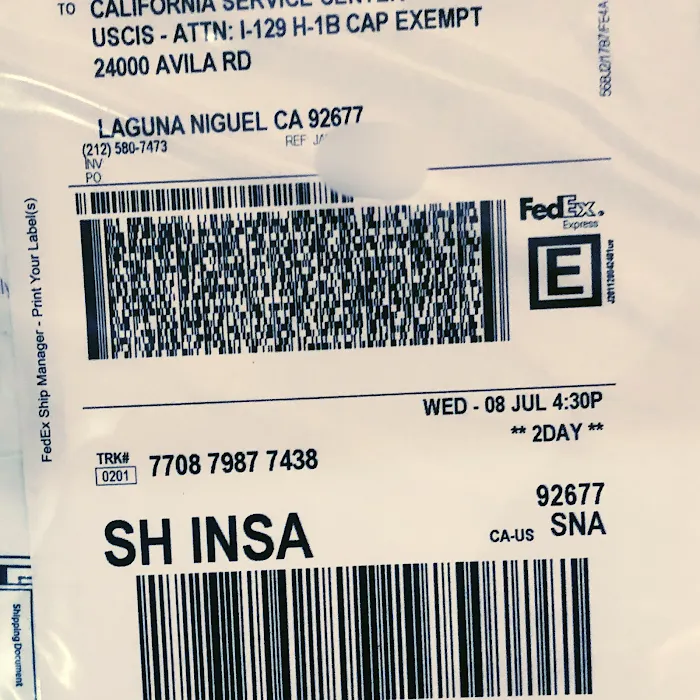 TO CALIFORNIA SERVICE CENTER
USCIS - ATTN: I-129 H-1B CAP EXEMPT
24000 AVILA RD
LAGUNA NIGUEL CA 92677
(212) 580-7473
REF
INV
PO
FedEx Ship Manager - Print Your Label(s)
FedEx
Express
E
WED - 08 JUL 4:30P
** 2DAY **
TRK#
0201
7708 7987 7438
92677
SH INSA
CA-US SNA
Shipping Document